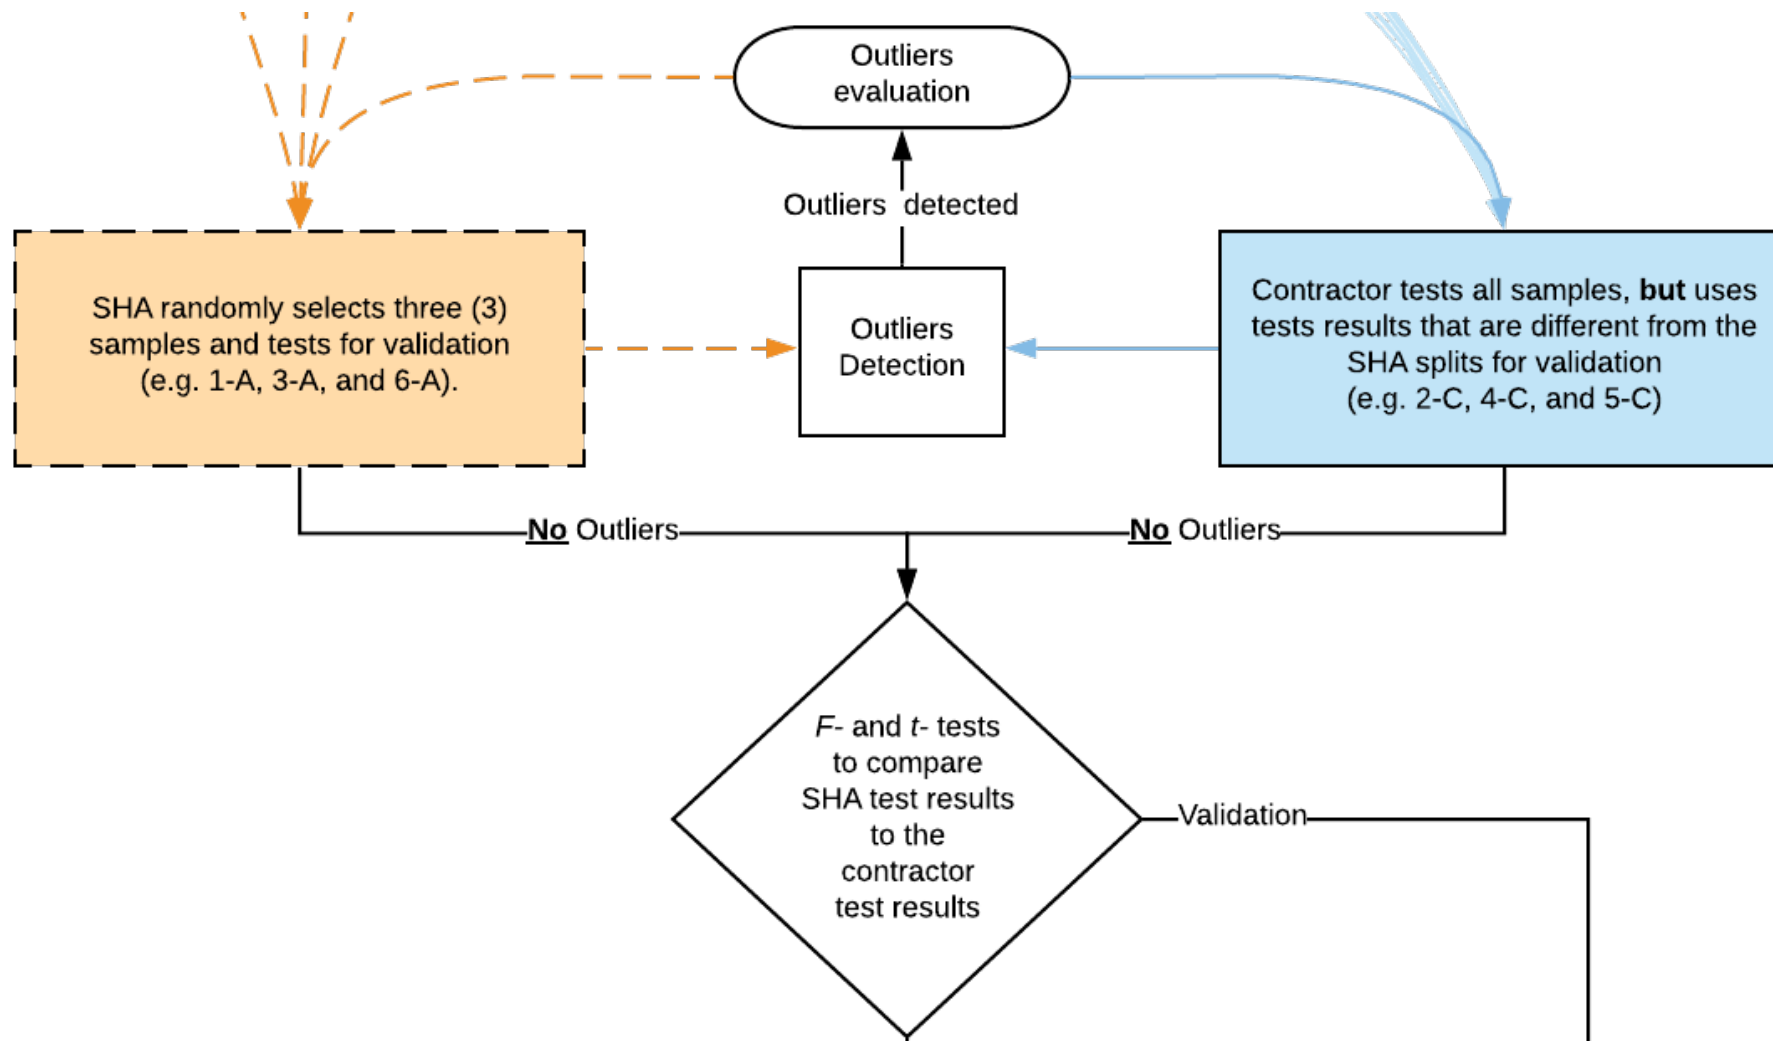 Outliers
evaluation
Outliers detected
SHA randomly selects three (3)
samples and tests for validation
(e.g. 1-A, 3-A, and 6-A).
Outliers
Detection
Contractor tests all samples, but uses
tests results that are different from the
SHA splits for validation
(e.g. 2-C, 4-C, and 5-C)
No Outliers
No Outliers
F- and t- tests
to compare
SHA test results
to the
contractor
test results
Validation